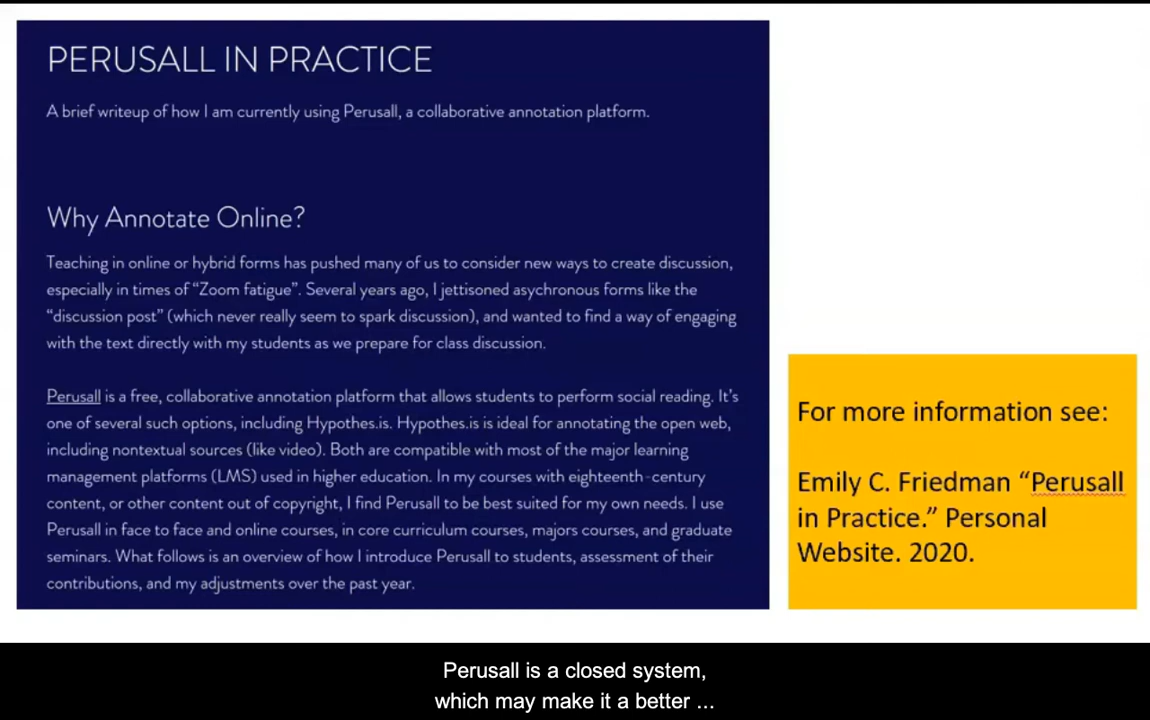 PERUSALL IN PRACTICE
A brief writeup of how I am currently using Perusall, a collaborative annotation platform.
Why Annotate Online?
Teaching in online or hybrid forms has pushed many of us to consider new ways to create discussion,
especially in times of “Zoom fatigue”. Several years ago, I jettisoned asychronous forms like the
“discussion post” (which never really seem to spark discussion), and wanted to find a way of engaging
with the text directly with my students as we prepare for class discussion.
Perusall is a free, collaborative annotation platform that allows students to perform social reading. It’s
one of several such options, including Hypothes.is. Hypothes.is is ideal for annotating the open web,
including nontextual sources (like video). Both are compatible with most of the major learning
management platforms (LMS) used in higher education. In my courses with eighteenth-century
content, or other content out of copyright, I find Perusall to be best suited for my own needs. I use
Perusall in face to face and online courses, in core curriculum courses, majors courses, and graduate
seminars. What follows is an overview of how I introduce Perusall to students, assessment of their
contributions, and my adjustments over the past year.
For more information see:
Emily C. Friedman “Perusall
in Practice.” Personal
Website. 2020.
Perusall is a closed system,
which may make it a better ...